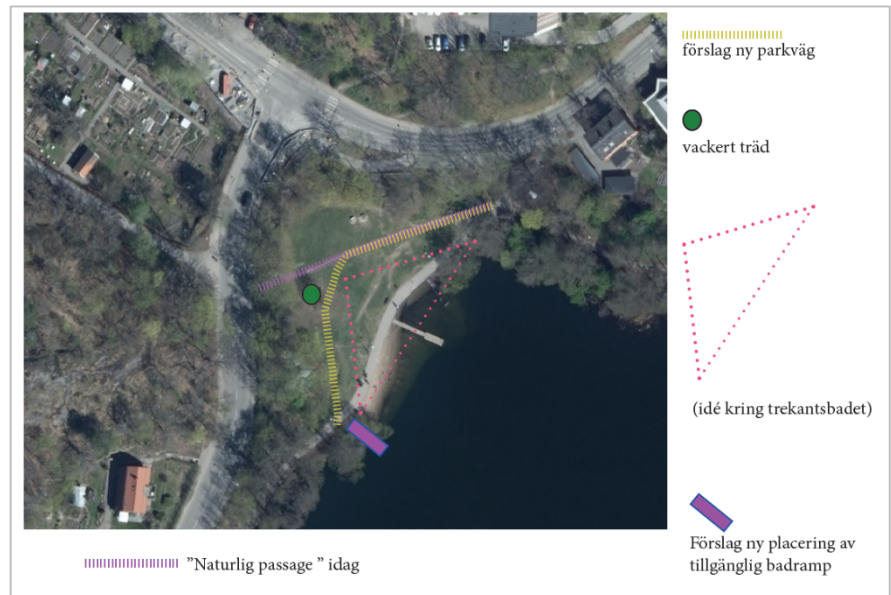 förslag ny parkväg
vackert träd
(idé kring trekantsbadet)
Förslag ny placering av
tillgänglig badramp
”Naturlig passage ” idag